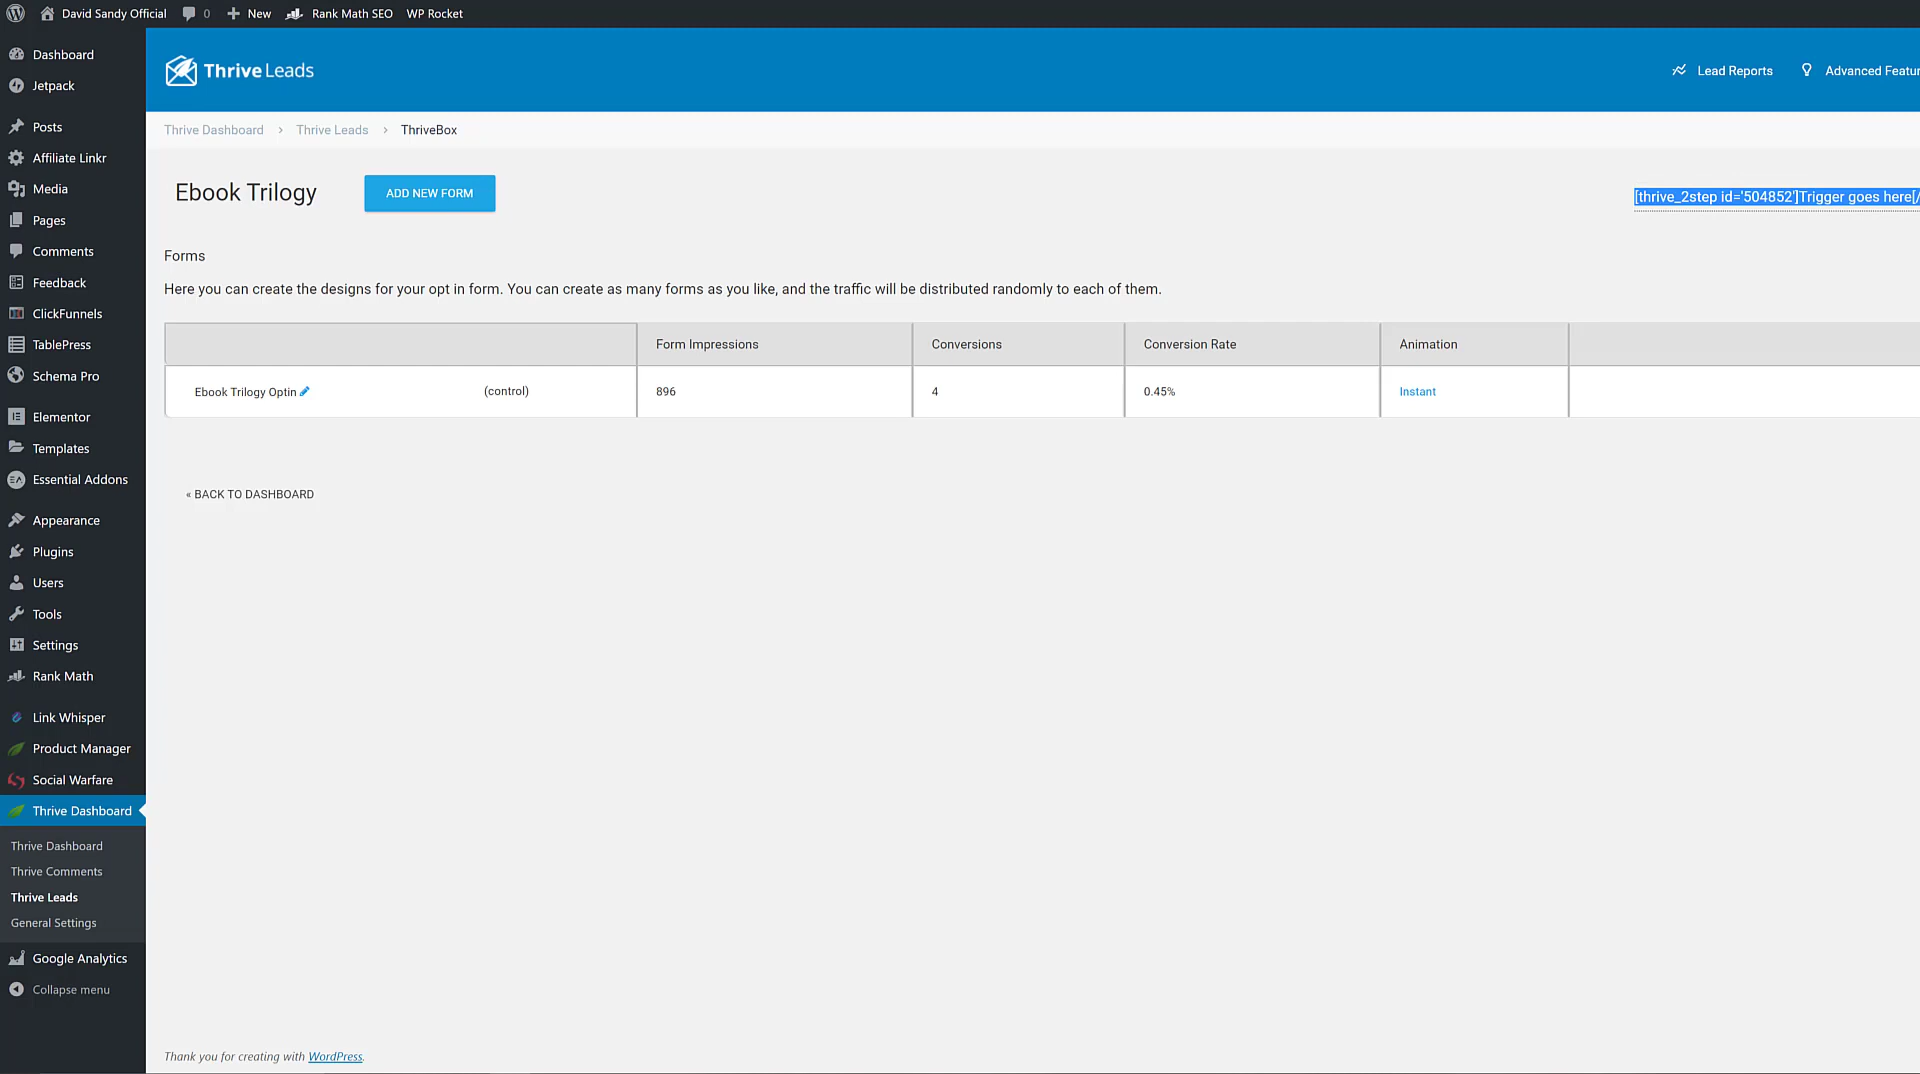 David Sandy Official 0 New Rank Math SEO WP Rocket
Dashboard
Jetpack
Posts
Affiliate Linkr
Media
Pages
Comments
Feedback
ClickFunnels
TablePress
Schema Pro
Elementor
Templates
Essential Addons
Appearance
Plugins
Users
Tools
Settings
Rank Math
Link Whisper
Product Manager
Social Warfare
Thrive Dashboard
Thrive Dashboard
Thrive Comments
Thrive Leads
General Settings
Google Analytics
Collapse menu
Thrive Leads
Lead Reports Advanced Featur
Thrive Dashboard > Thrive Leads > ThriveBox
Ebook Trilogy ADD NEW FORM
[thrive_2step id='504852']Trigger goes here[/
Forms
Here you can create the designs for your opt in form. You can create as many forms as you like, and the traffic will be distributed randomly to each of them.
Form Impressions Conversions Conversion Rate Animation
Ebook Trilogy Optin (control) 896 4 0.45% Instant
« BACK TO DASHBOARD
Thank you for creating with WordPress.